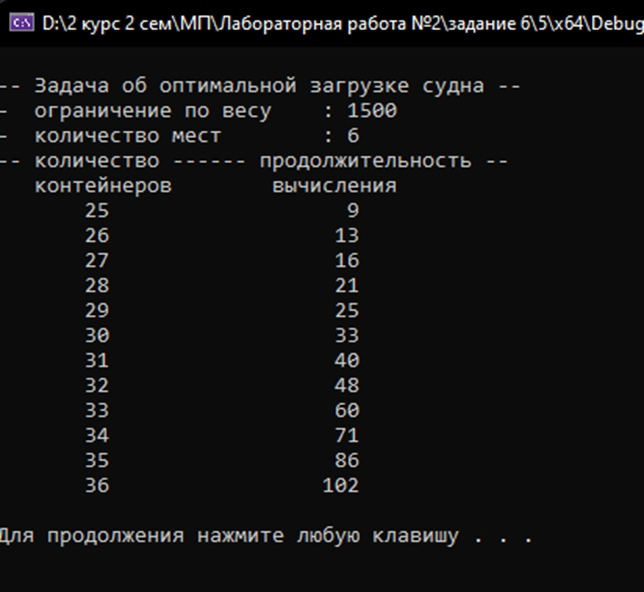 D:\2 курс 2 сем\МП\Лабораторная работа №2\задание 6\5\x64\Debug
-- Задача об оптимальной загрузке судна --
- ограничение по весу : 1500
- количество мест : 6
-- количество ------ продолжительность --
контейнеров вычисления
25 9
26 13
27 16
28 21
29 25
30 33
31 40
32 48
33 60
34 71
35 86
36 102
Для продолжения нажмите любую клавишу . . .